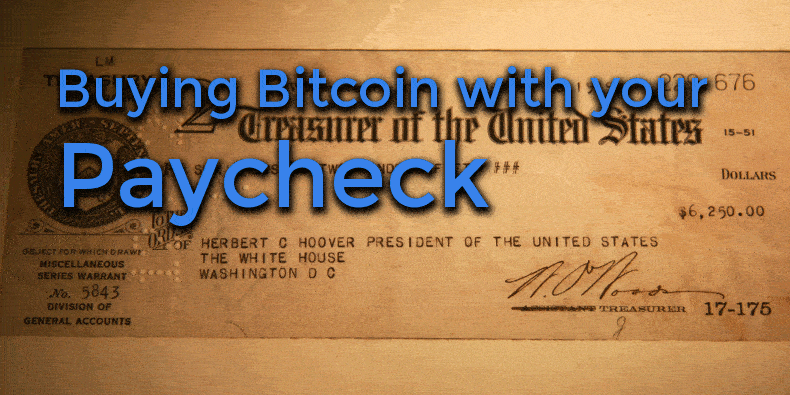 Buying Bitcoin with your
Paycheck
LM
676
Treasurer of the United States
15-51
###
DOLLARS
$6,250.00
OF
HERBERT C HOOVER PRESIDENT OF THE UNITED STATES
THE WHITE HOUSE
WASHINGTON D C
OBJECT FOR WHICH DRAWN
MISCELLANEOUS
SERIES WARRANT
No. 5843
DIVISION OF
GENERAL ACCOUNTS
ASSISTANT TREASURER
17-175